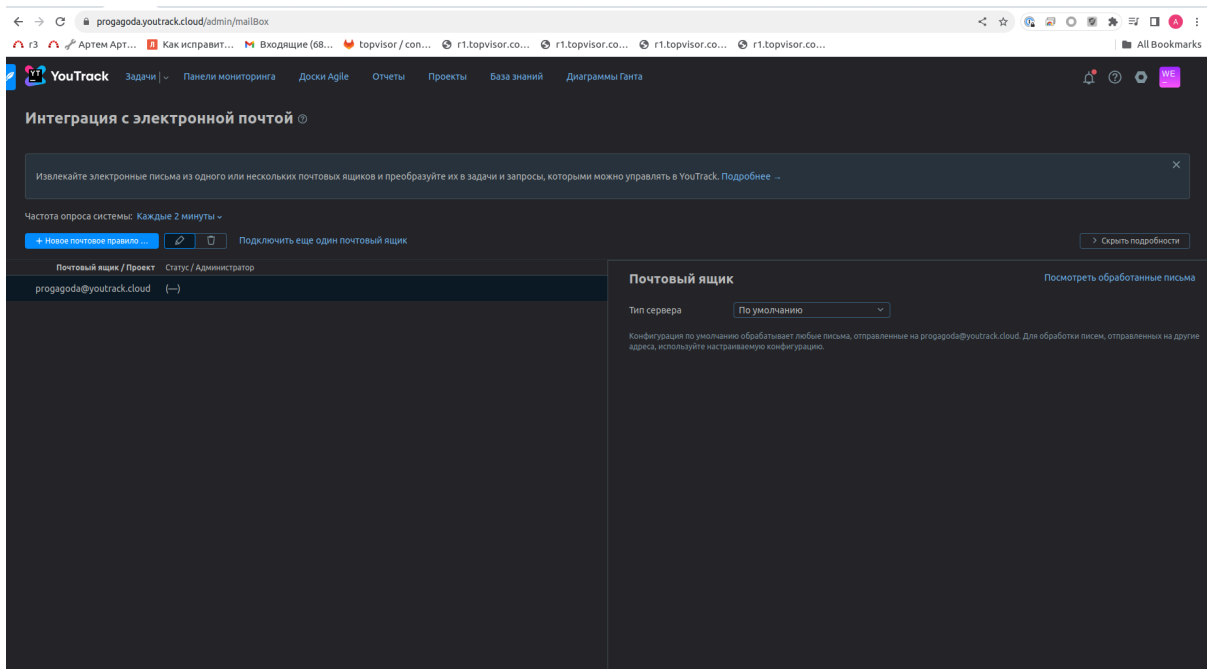 progagoda.youtrack.cloud/admin/mailBox
r3 Артем Арт... Как исправит... Входящие (68... topvisor / con... r1.topvisor.co... r1.topvisor.co... r1.topvisor.co... r1.topvisor.co... All Bookmarks
YouTrack Задачи Панели мониторинга Доски Agile Отчеты Проекты База знаний Диаграммы Ганта WE
Интеграция с электронной почтой
Извлекайте электронные письма из одного или нескольких почтовых ящиков и преобразуйте их в задачи и запросы, которыми можно управлять в YouTrack. Подробнее →
Частота опроса системы: Каждые 2 минуты
+ Новое почтовое правило ... Подключить еще один почтовый ящик > Скрыть подробности
Почтовый ящик / Проект Статус / Администратор
progagoda@youtrack.cloud (—)
Почтовый ящик Посмотреть обработанные письма
Тип сервера По умолчанию
Конфигурация по умолчанию обрабатывает любые письма, отправленные на progagoda@youtrack.cloud. Для обработки писем, отправленных на другие
адреса, используйте настраиваемую конфигурацию.